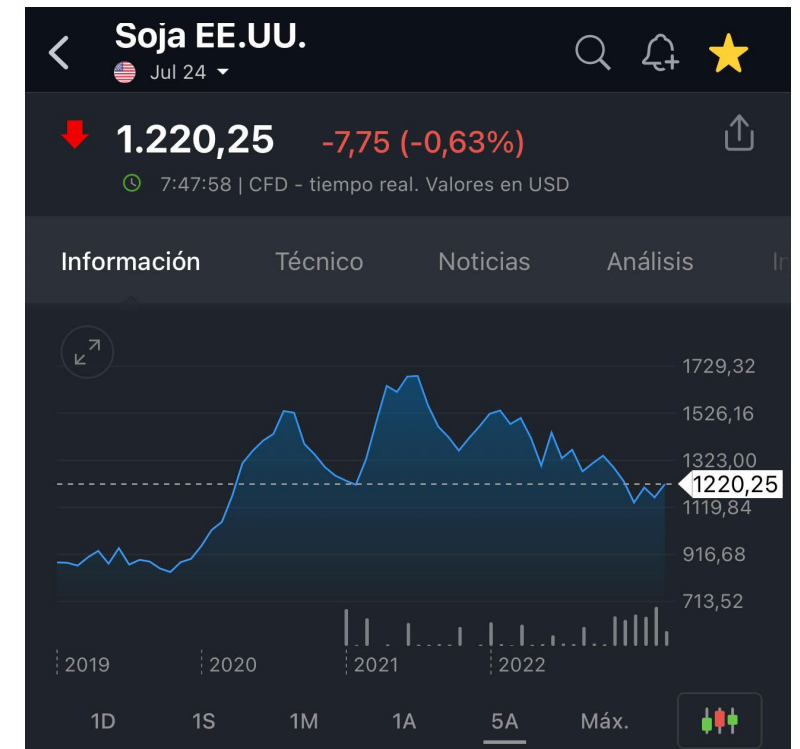 Soja EE.UU.
Jul 24
1.220,25 -7,75 (-0,63%)
7:47:58 | CFD - tiempo real. Valores en USD
Información Técnico Noticias Análisis
1729,32
1526,16
1323,00
1220,25
1119,84
916,68
713,52
2019 2020 2021 2022
1D 1S 1M 1A 5A Máx.